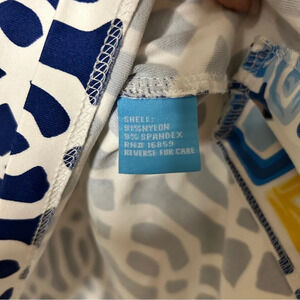 SHELL:
91%NYLON
9% SPANDEX
RN# 16859
REVERSE FOR CARE